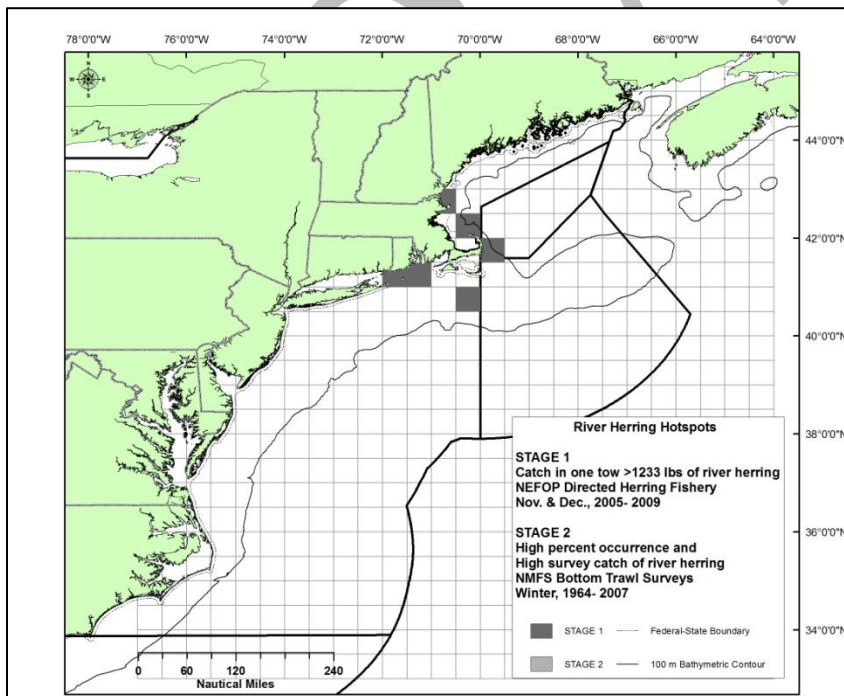 78°0'0"W 74°0'0"W 72°0'0"W 70°0'0"W 68°0'0"W 66°0'0"W 64°0'0"W
N
W E
S
44°0'0"N
42°0'0"N
40°0'0"N
38°0'0"N
36°0'0"N
34°0'0"N
River Herring Hotspots
STAGE 1
Catch in one tow >1233 lbs of river herring
NEFOP Directed Herring Fishery
Nov. & Dec., 2005- 2009
STAGE 2
High percent occurrence and
High survey catch of river herring
NMFS Bottom Trawl Surveys
Winter, 1964- 2007
STAGE 1 Federal-State Boundary
STAGE 2 100 m Bathymetric Contour
0 60 120 180 240
Nautical Miles